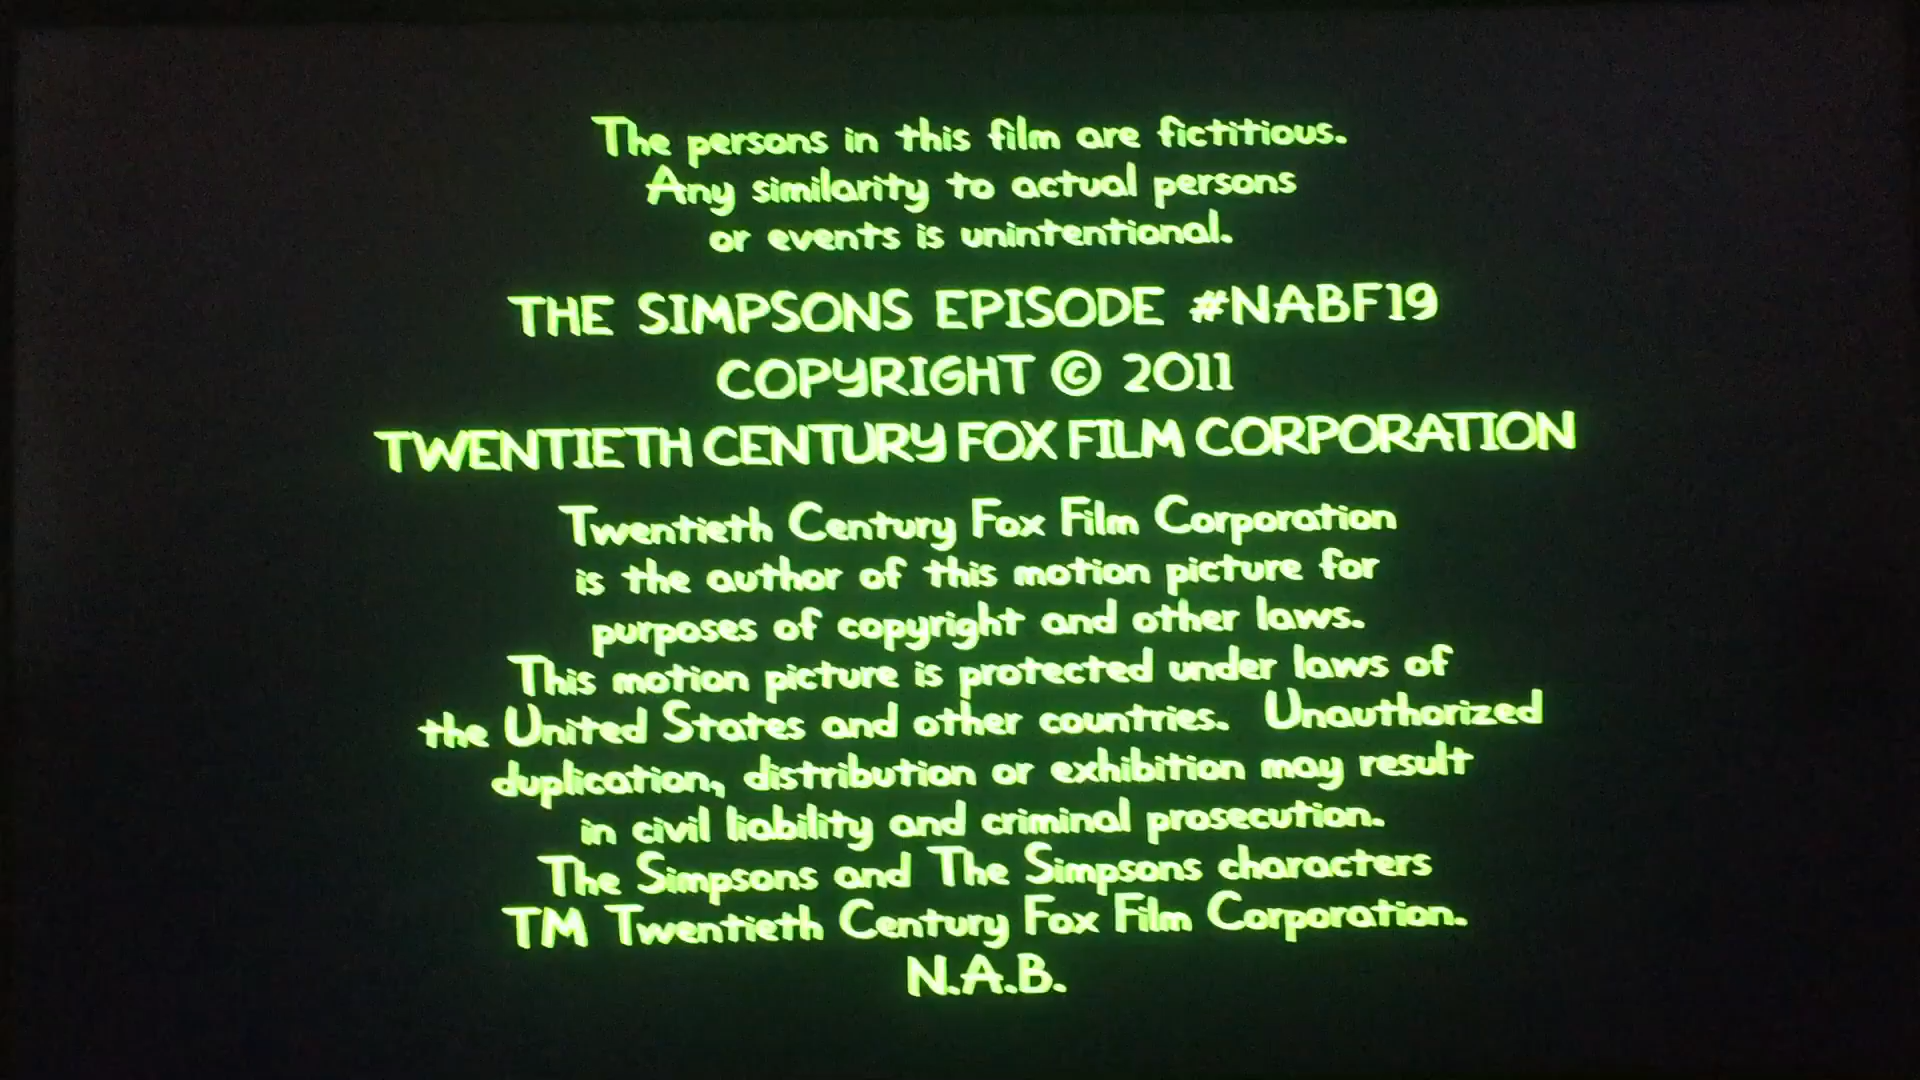 The persons in this film are fictitious.
Any similarity to actual persons
or events is unintentional.
THE SIMPSONS EPISODE #NABF19
COPYRIGHT © 2011
TWENTIETH CENTURY FOX FILM CORPORATION
Twentieth Century Fox Film Corporation
is the author of this motion picture for
purposes of copyright and other laws.
This motion picture is protected under laws of
the United States and other countries. Unauthorized
duplication, distribution or exhibition may result
in civil liability and criminal prosecution.
The Simpsons and The Simpsons characters
TM Twentieth Century Fox Film Corporation.
N.A.B.